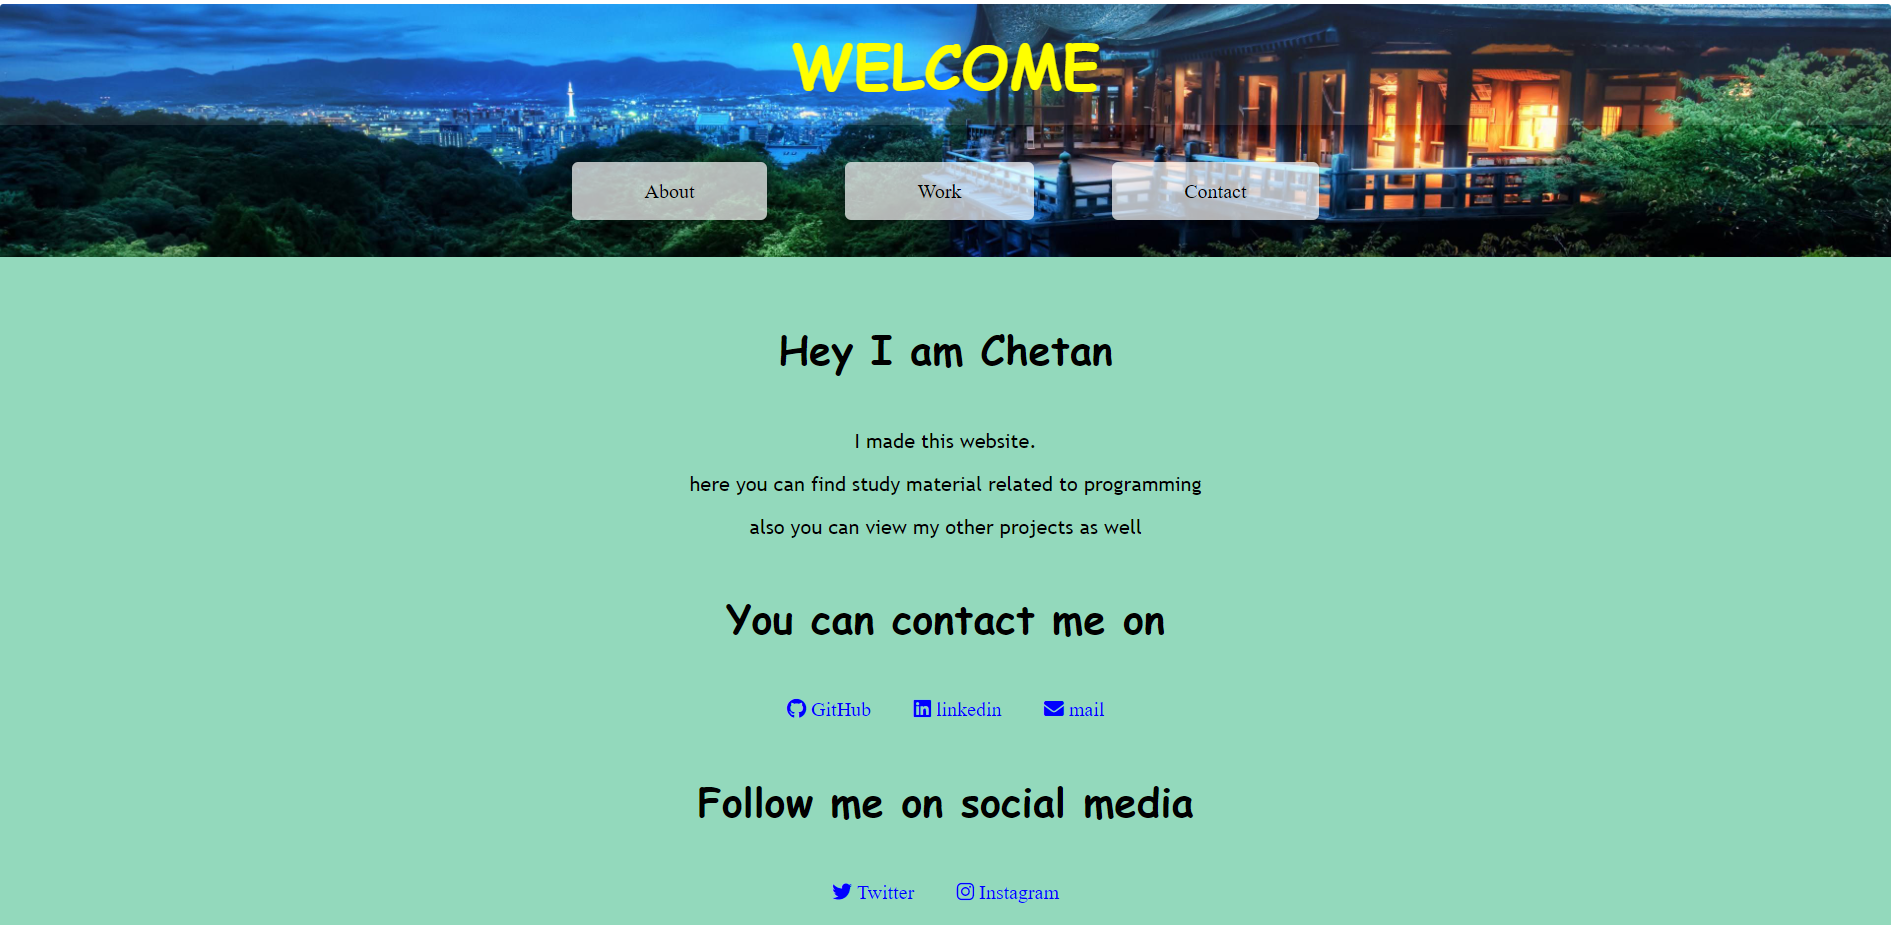 WELCOME
About Work Contact
Hey I am Chetan
I made this website.
here you can find study material related to programming
also you can view my other projects as well
You can contact me on
GitHub linkedin mail
Follow me on social media
Twitter Instagram